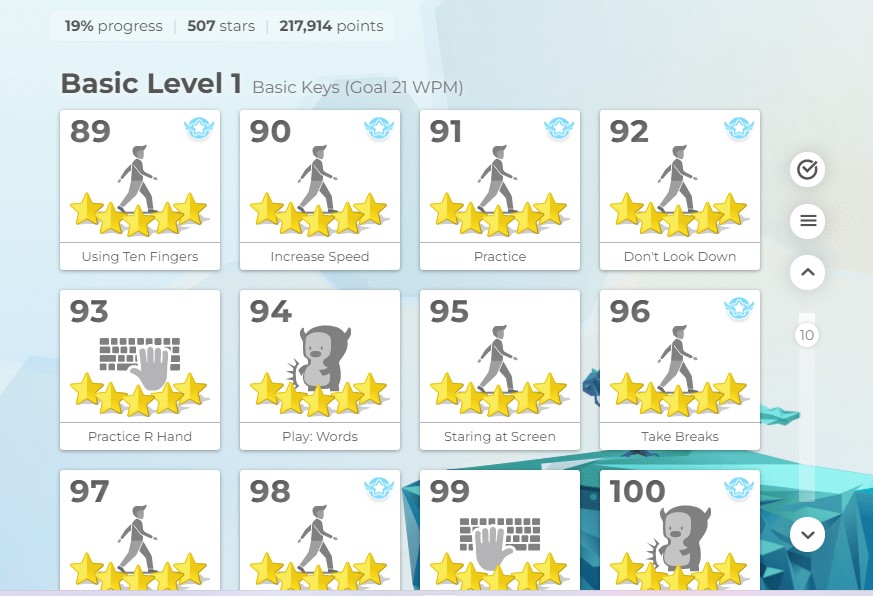 19% progress | 507 stars | 217,914 points
Basic Level 1 Basic Keys (Goal 21 WPM)
89
90
91
92
Using Ten Fingers
Increase Speed
Practice
Don't Look Down
93
94
95
96
10
Practice R Hand
Play: Words
Staring at Screen
Take Breaks
97
98
99
100